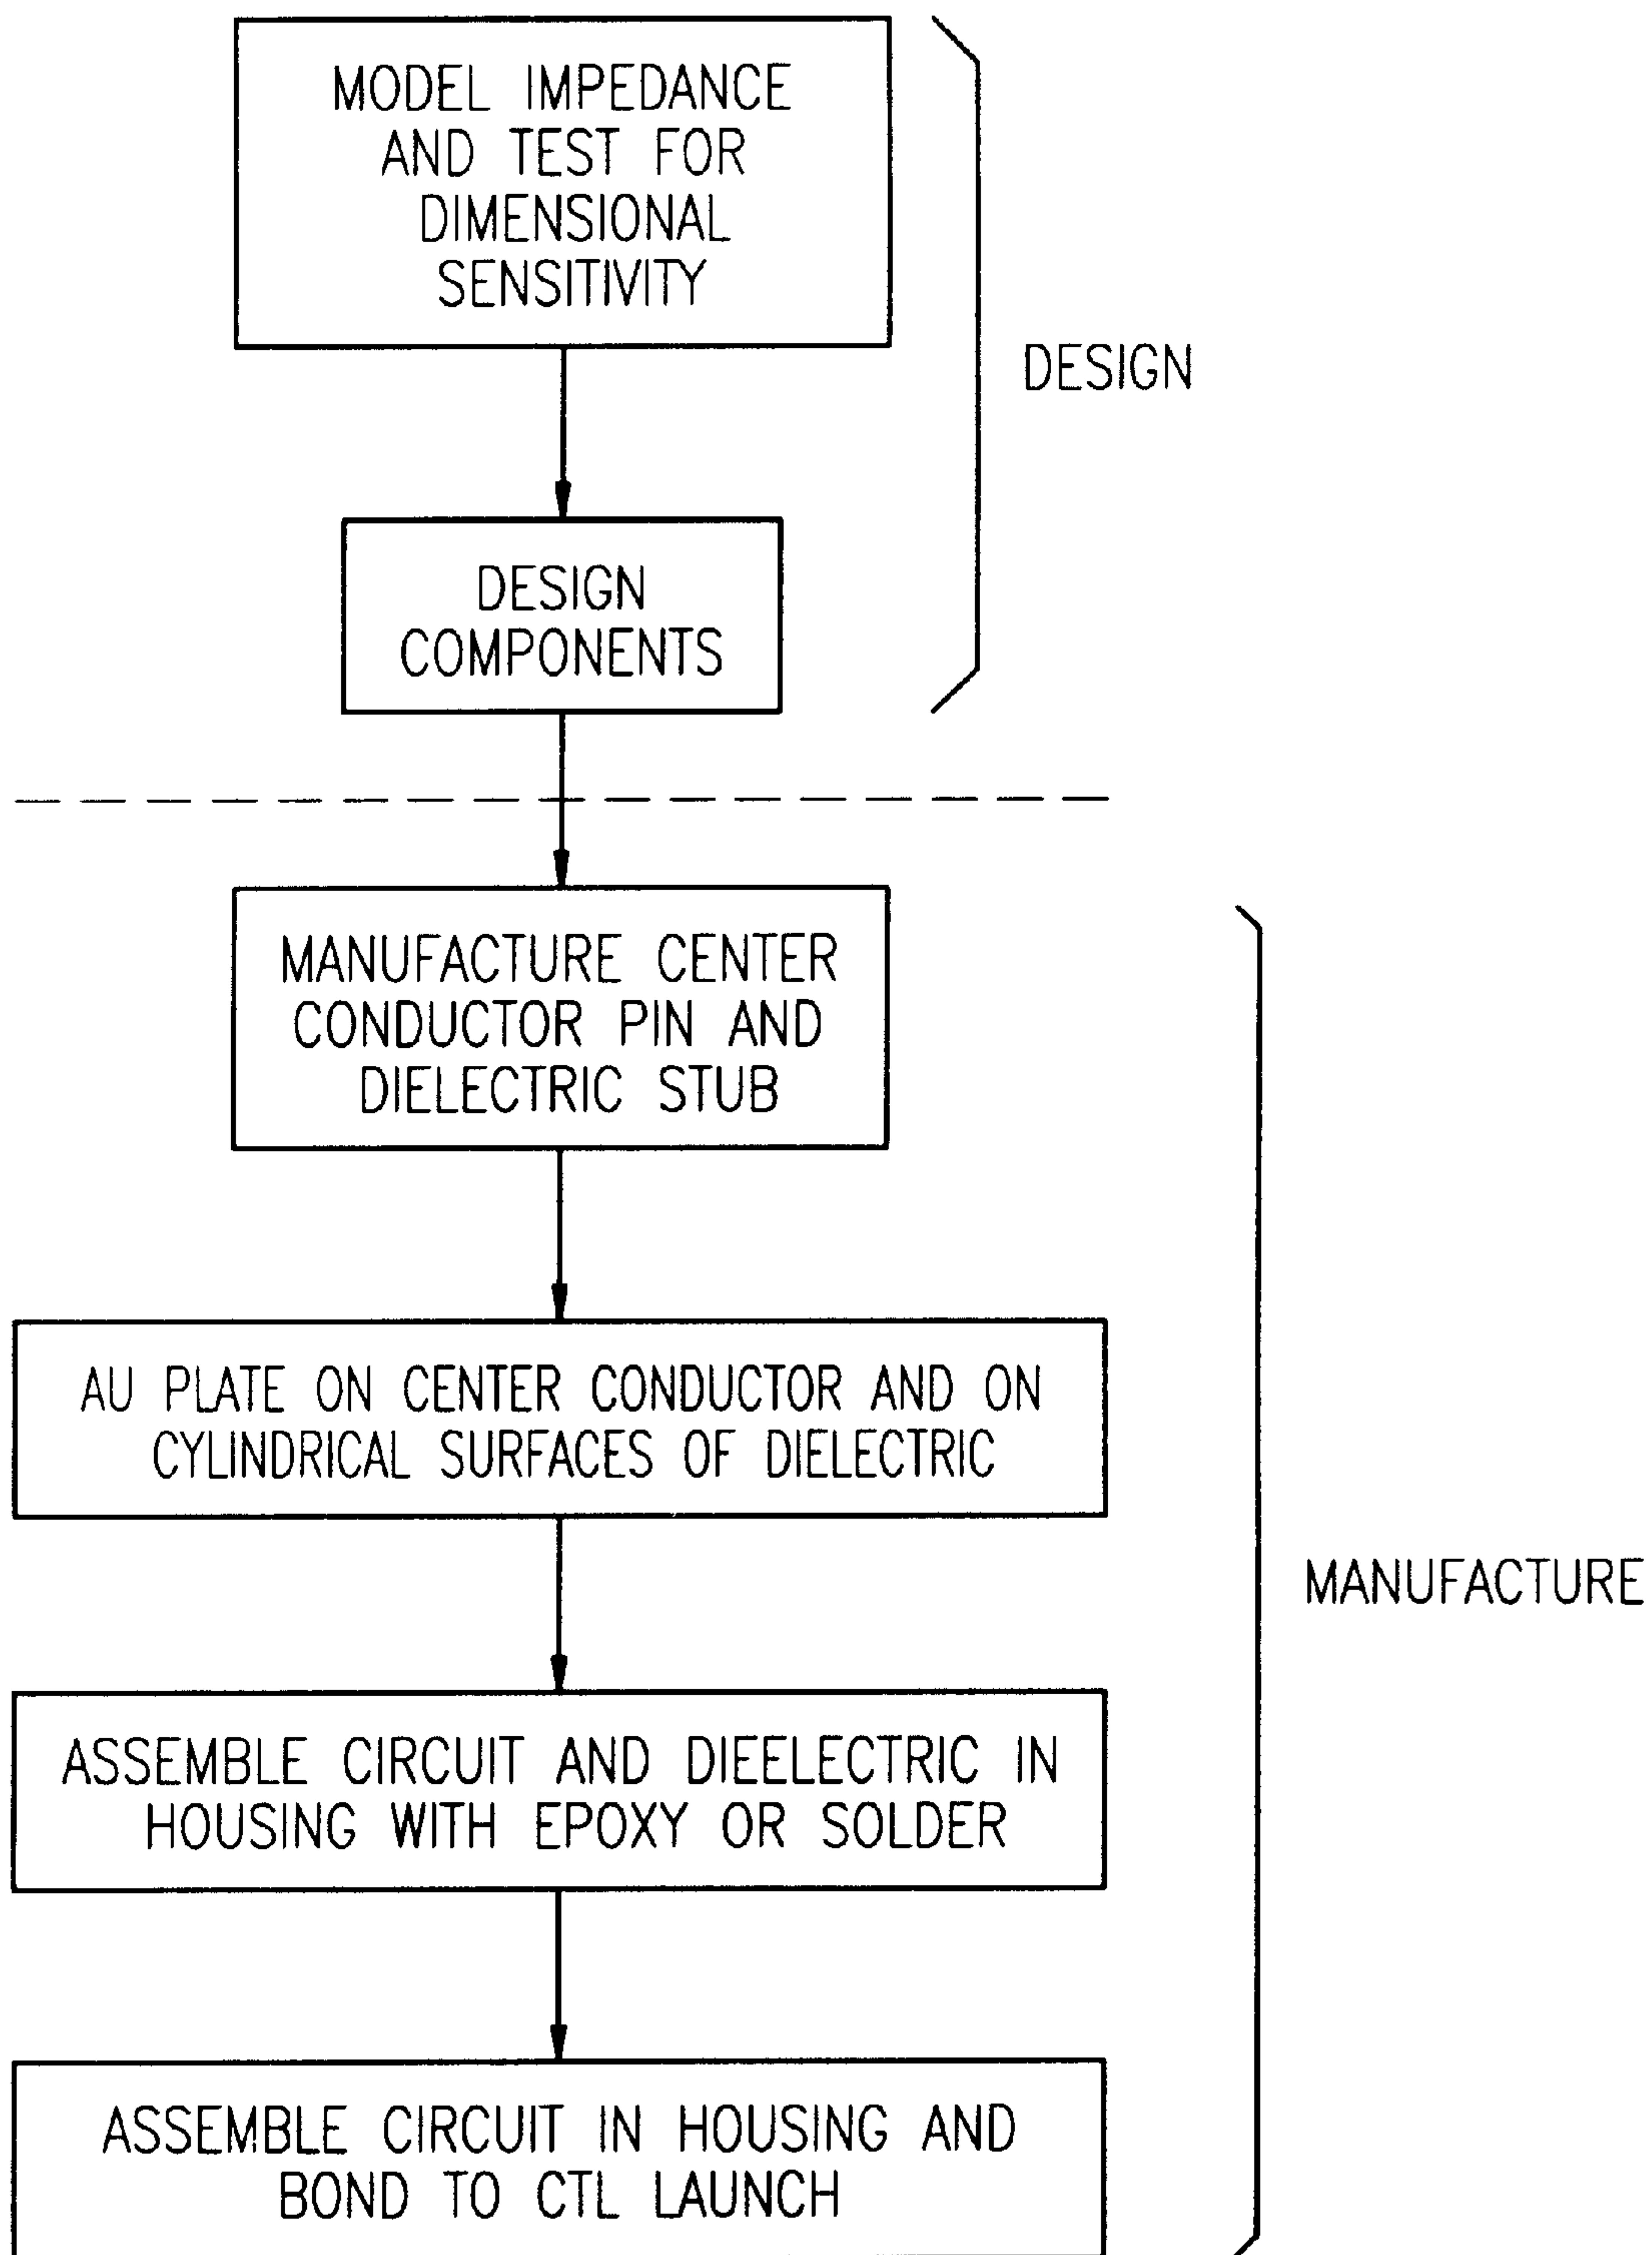 MODEL IMPEDANCE
AND TEST FOR
DIMENSIONAL
SENSITIVITY
DESIGN
DESIGN
COMPONENTS
MANUFACTURE CENTER
CONDUCTOR PIN AND
DIELECTRIC STUB
AU PLATE ON CENTER CONDUCTOR AND ON
CYLINDRICAL SURFACES OF DIELECTRIC
MANUFACTURE
ASSEMBLE CIRCUIT AND DIEELECTRIC IN
HOUSING WITH EPOXY OR SOLDER
ASSEMBLE CIRCUIT IN HOUSING AND
BOND TO CTL LAUNCH